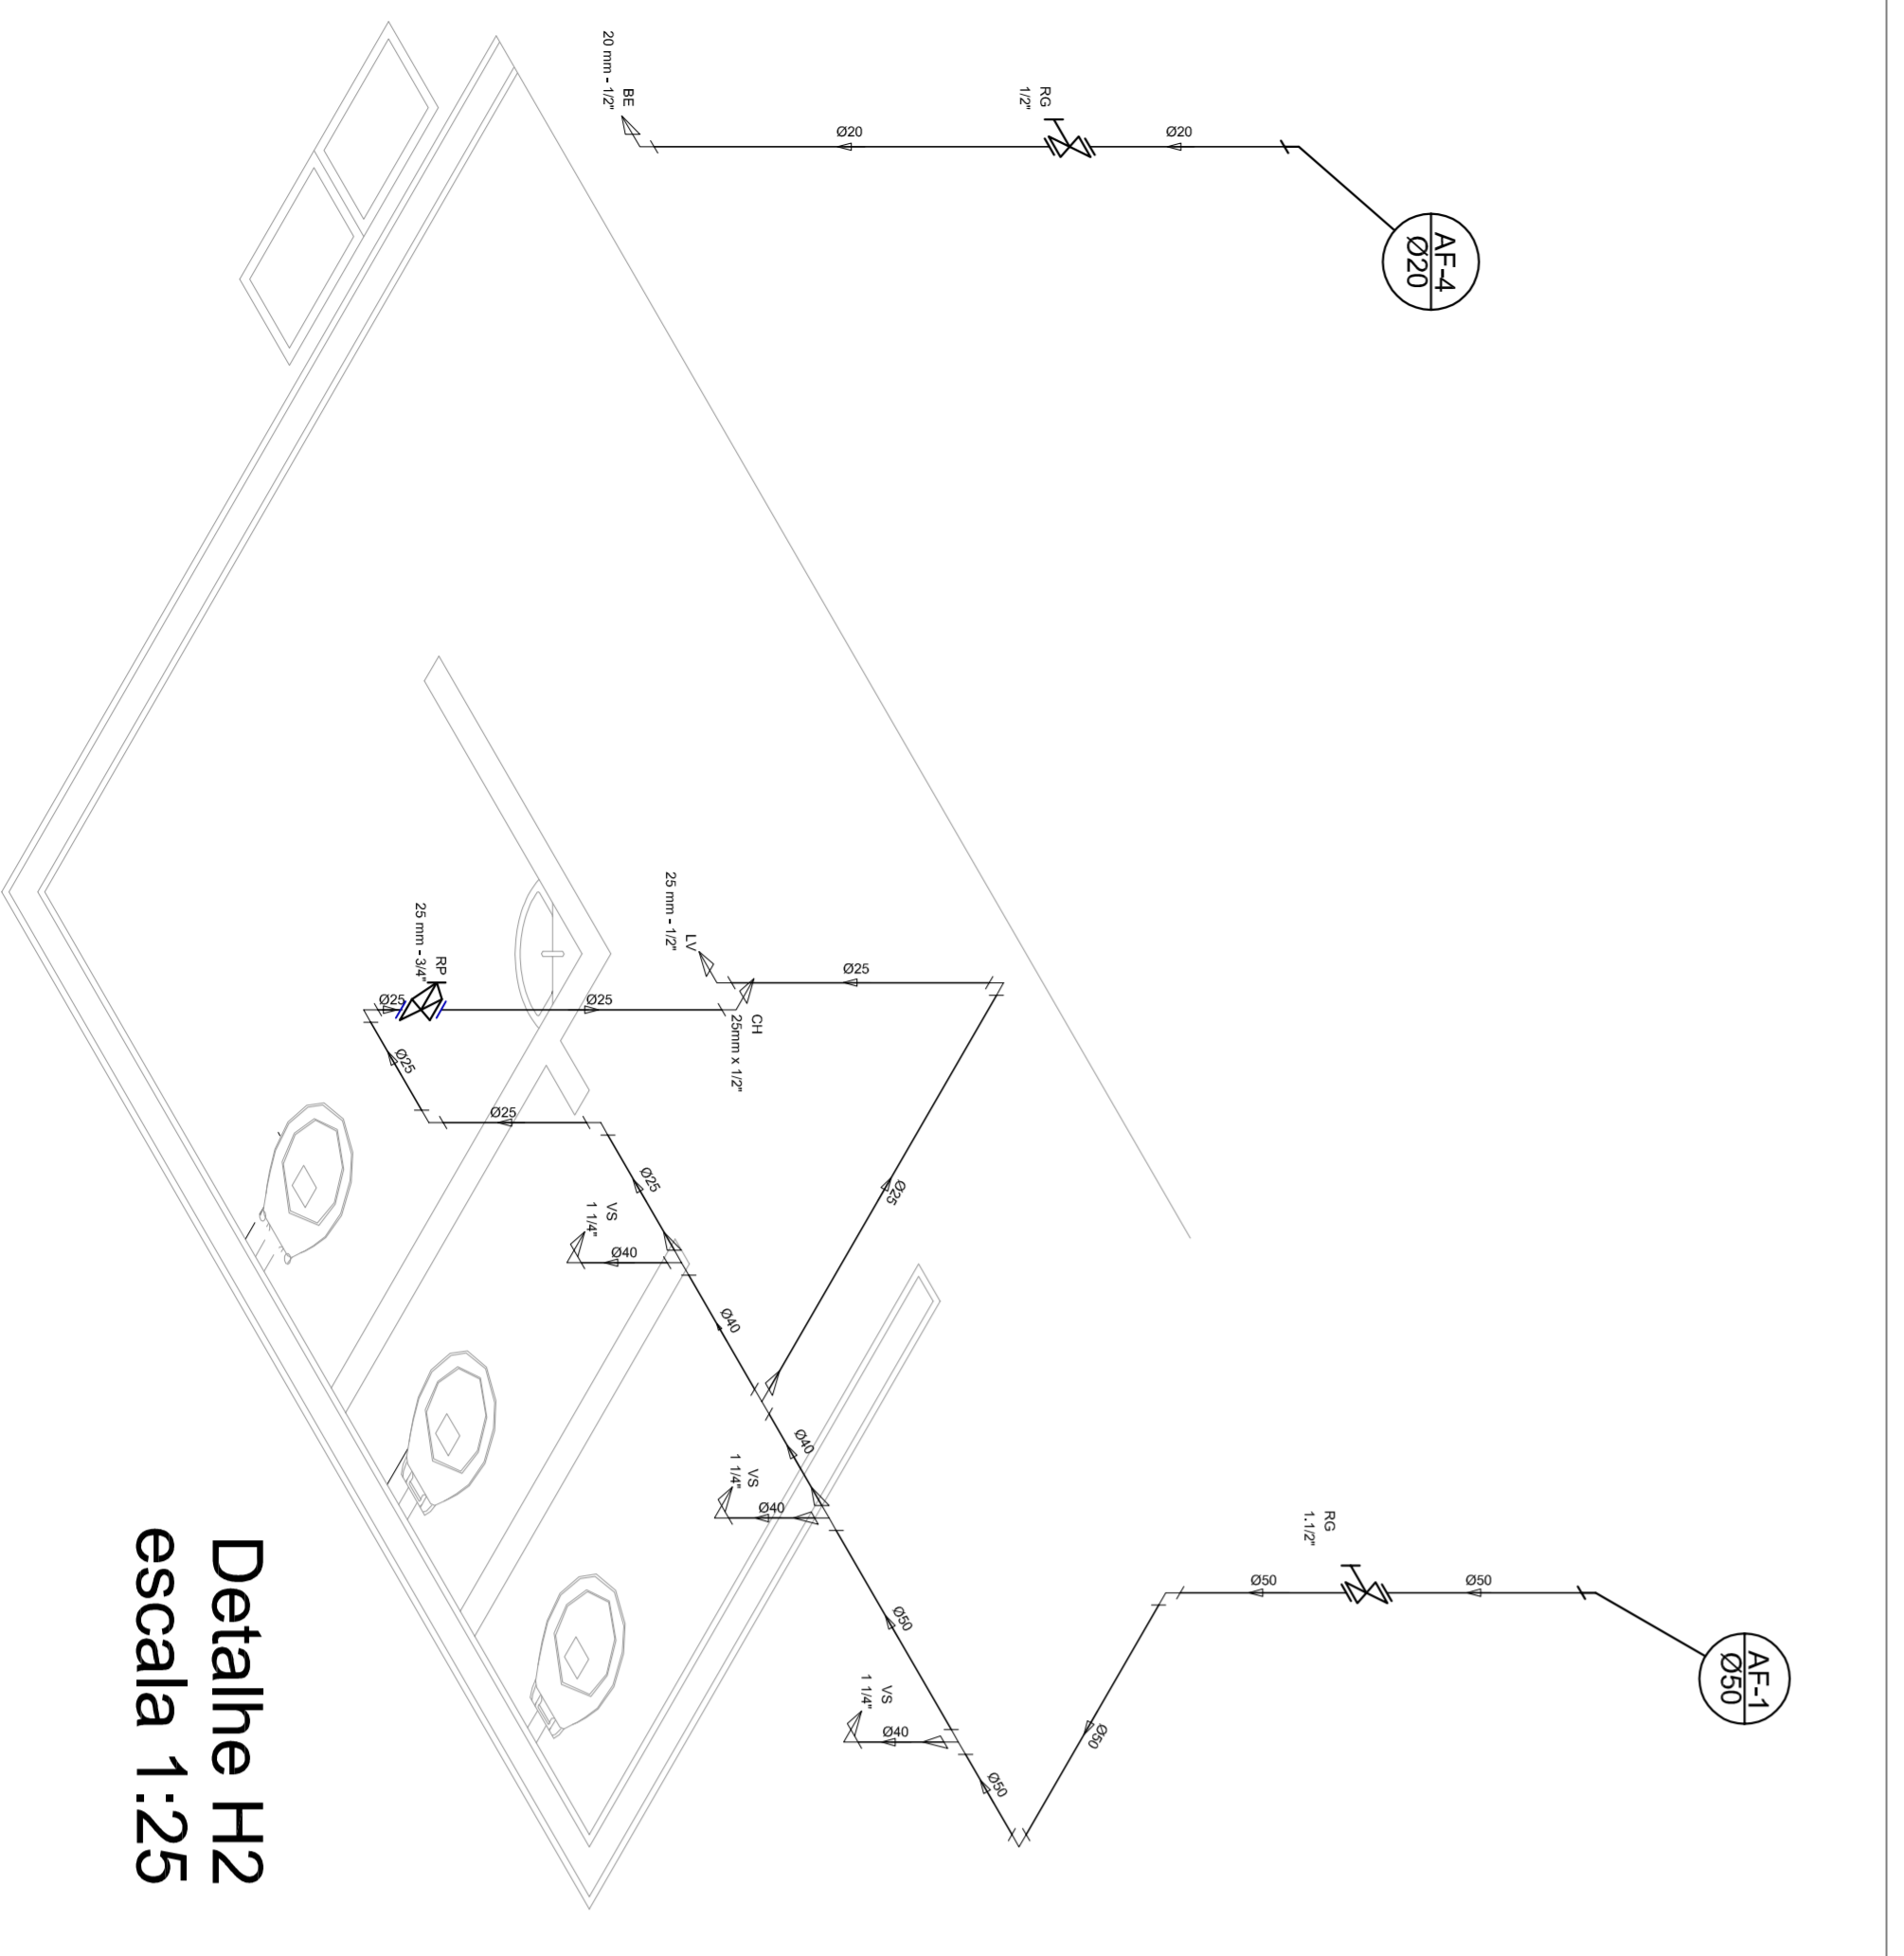 AF-4
Ø20
Ø20
RG
1/2"
Ø20
BE
20 mm - 1/2"
AF-1
Ø50
Ø50
RG
1.1/2"
Ø50
Ø50
Ø50
VS
1 1/4"
Ø40
Ø50
VS
1 1/4"
Ø40
Ø40
Ø25
Ø25
LV
25 mm - 1/2"
Ø40
VS
1 1/4"
Ø40
Ø25
Ø25
Ø25
Ø25
RP
25 mm - 3/4"
Ø25
CH
25mm x 1/2"
Detalhe H2
escala 1:25